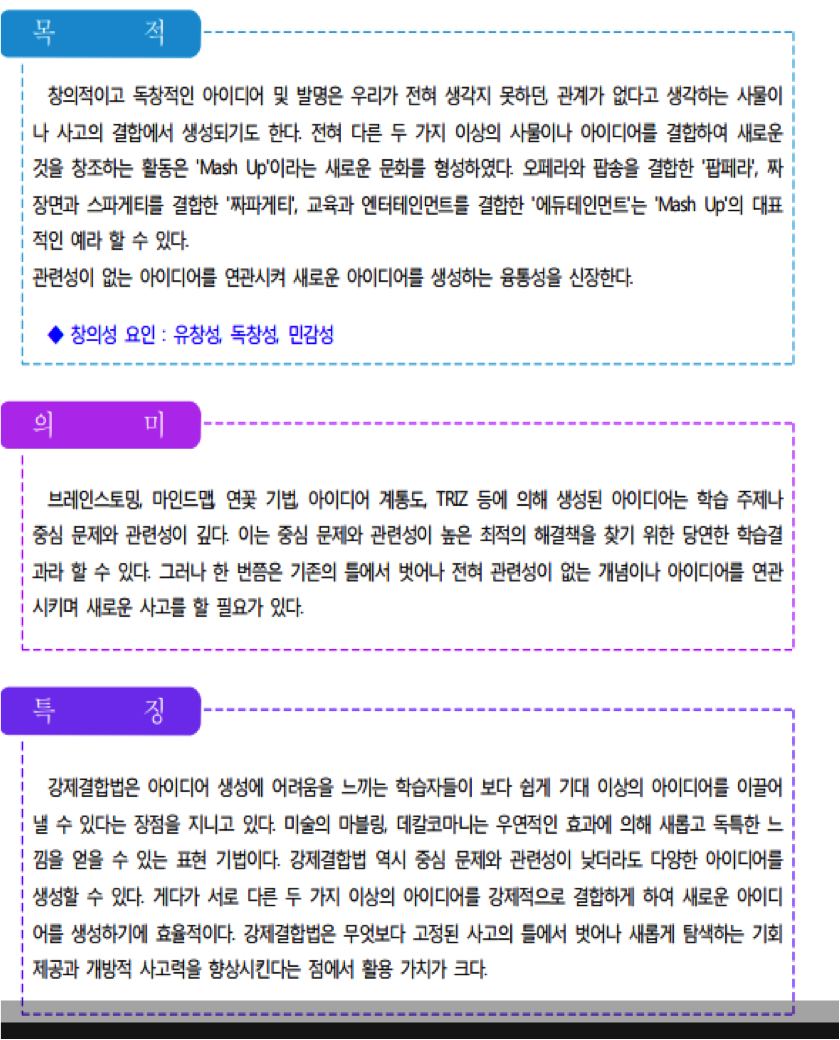 목 적
창의적이고 독창적인 아이디어 및 발명은 우리가 전혀 생각지 못하던, 관계가 없다고 생각하는 사물이
나 사고의 결합에서 생성되기도 한다. 전혀 다른 두 가지 이상의 사물이나 아이디어를 결합하여 새로운
것을 창조하는 활동은 'Mash Up'이라는 새로운 문화를 형성하였다. 오페라와 팝송을 결합한 '팝페라', 짜
장면과 스파게티를 결합한 '짜파게티', 교육과 엔터테인먼트를 결합한 '에듀테인먼트'는 'Mash Up'의 대표
적인 예라 할 수 있다.
관련성이 없는 아이디어를 연관시켜 새로운 아이디어를 생성하는 융통성을 신장한다.
◆ 창의성 요인 : 유창성, 독창성, 민감성
의 미
브레인스토밍, 마인드맵, 연꽃 기법, 아이디어 계통도, TRIZ 등에 의해 생성된 아이디어는 학습 주제나
중심 문제와 관련성이 깊다. 이는 중심 문제와 관련성이 높은 최적의 해결책을 찾기 위한 당연한 학습결
과라 할 수 있다. 그러나 한 번쯤은 기존의 틀에서 벗어나 전혀 관련성이 없는 개념이나 아이디어를 연관
시키며 새로운 사고를 할 필요가 있다.
특 징
강제결합법은 아이디어 생성에 어려움을 느끼는 학습자들이 보다 쉽게 기대 이상의 아이디어를 이끌어
낼 수 있다는 장점을 지니고 있다. 미술의 마블링, 데칼코마니는 우연적인 효과에 의해 새롭고 독특한 느
낌을 얻을 수 있는 표현 기법이다. 강제결합법 역시 중심 문제와 관련성이 낮더라도 다양한 아이디어를
생성할 수 있다. 게다가 서로 다른 두 가지 이상의 아이디어를 강제적으로 결합하게 하여 새로운 아이디
어를 생성하기에 효율적이다. 강제결합법은 무엇보다 고정된 사고의 틀에서 벗어나 새롭게 탐색하는 기회
제공과 개방적 사고력을 향상시킨다는 점에서 활용 가치가 크다.